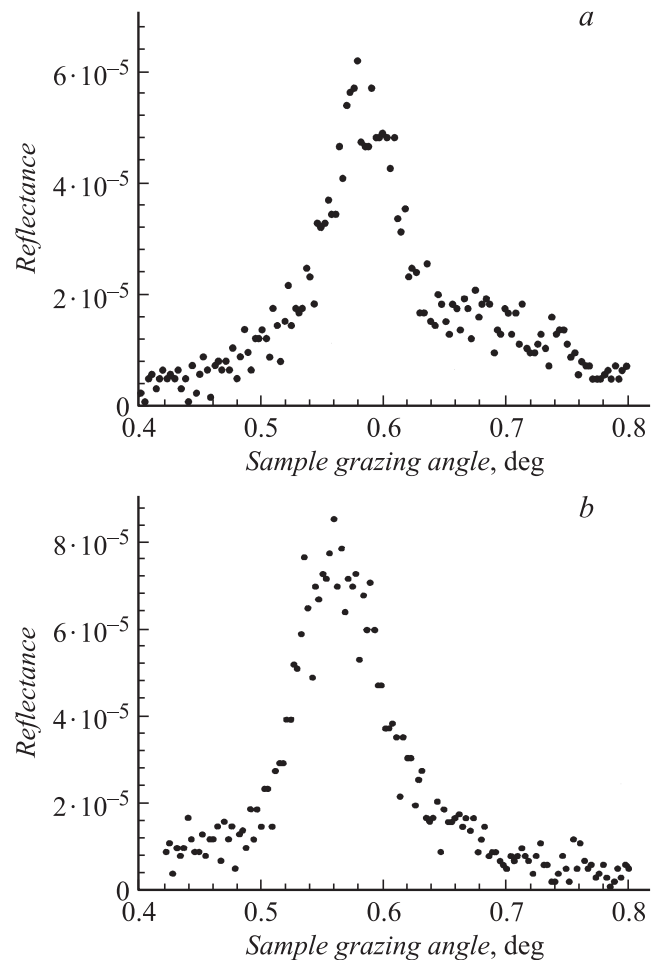 a
6·10⁻⁵
4·10⁻⁵
2·10⁻⁵
0
Reflectance
0.4 0.5 0.6 0.7 0.8
Sample grazing angle, deg
b
8·10⁻⁵
6·10⁻⁵
4·10⁻⁵
2·10⁻⁵
0
Reflectance
0.4 0.5 0.6 0.7 0.8
Sample grazing angle, deg